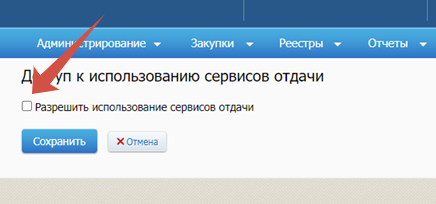 Администрирование Закупки Реестры Отчеты
Доступ к использованию сервисов отдачи
Разрешить использование сервисов отдачи
Сохранить Отмена